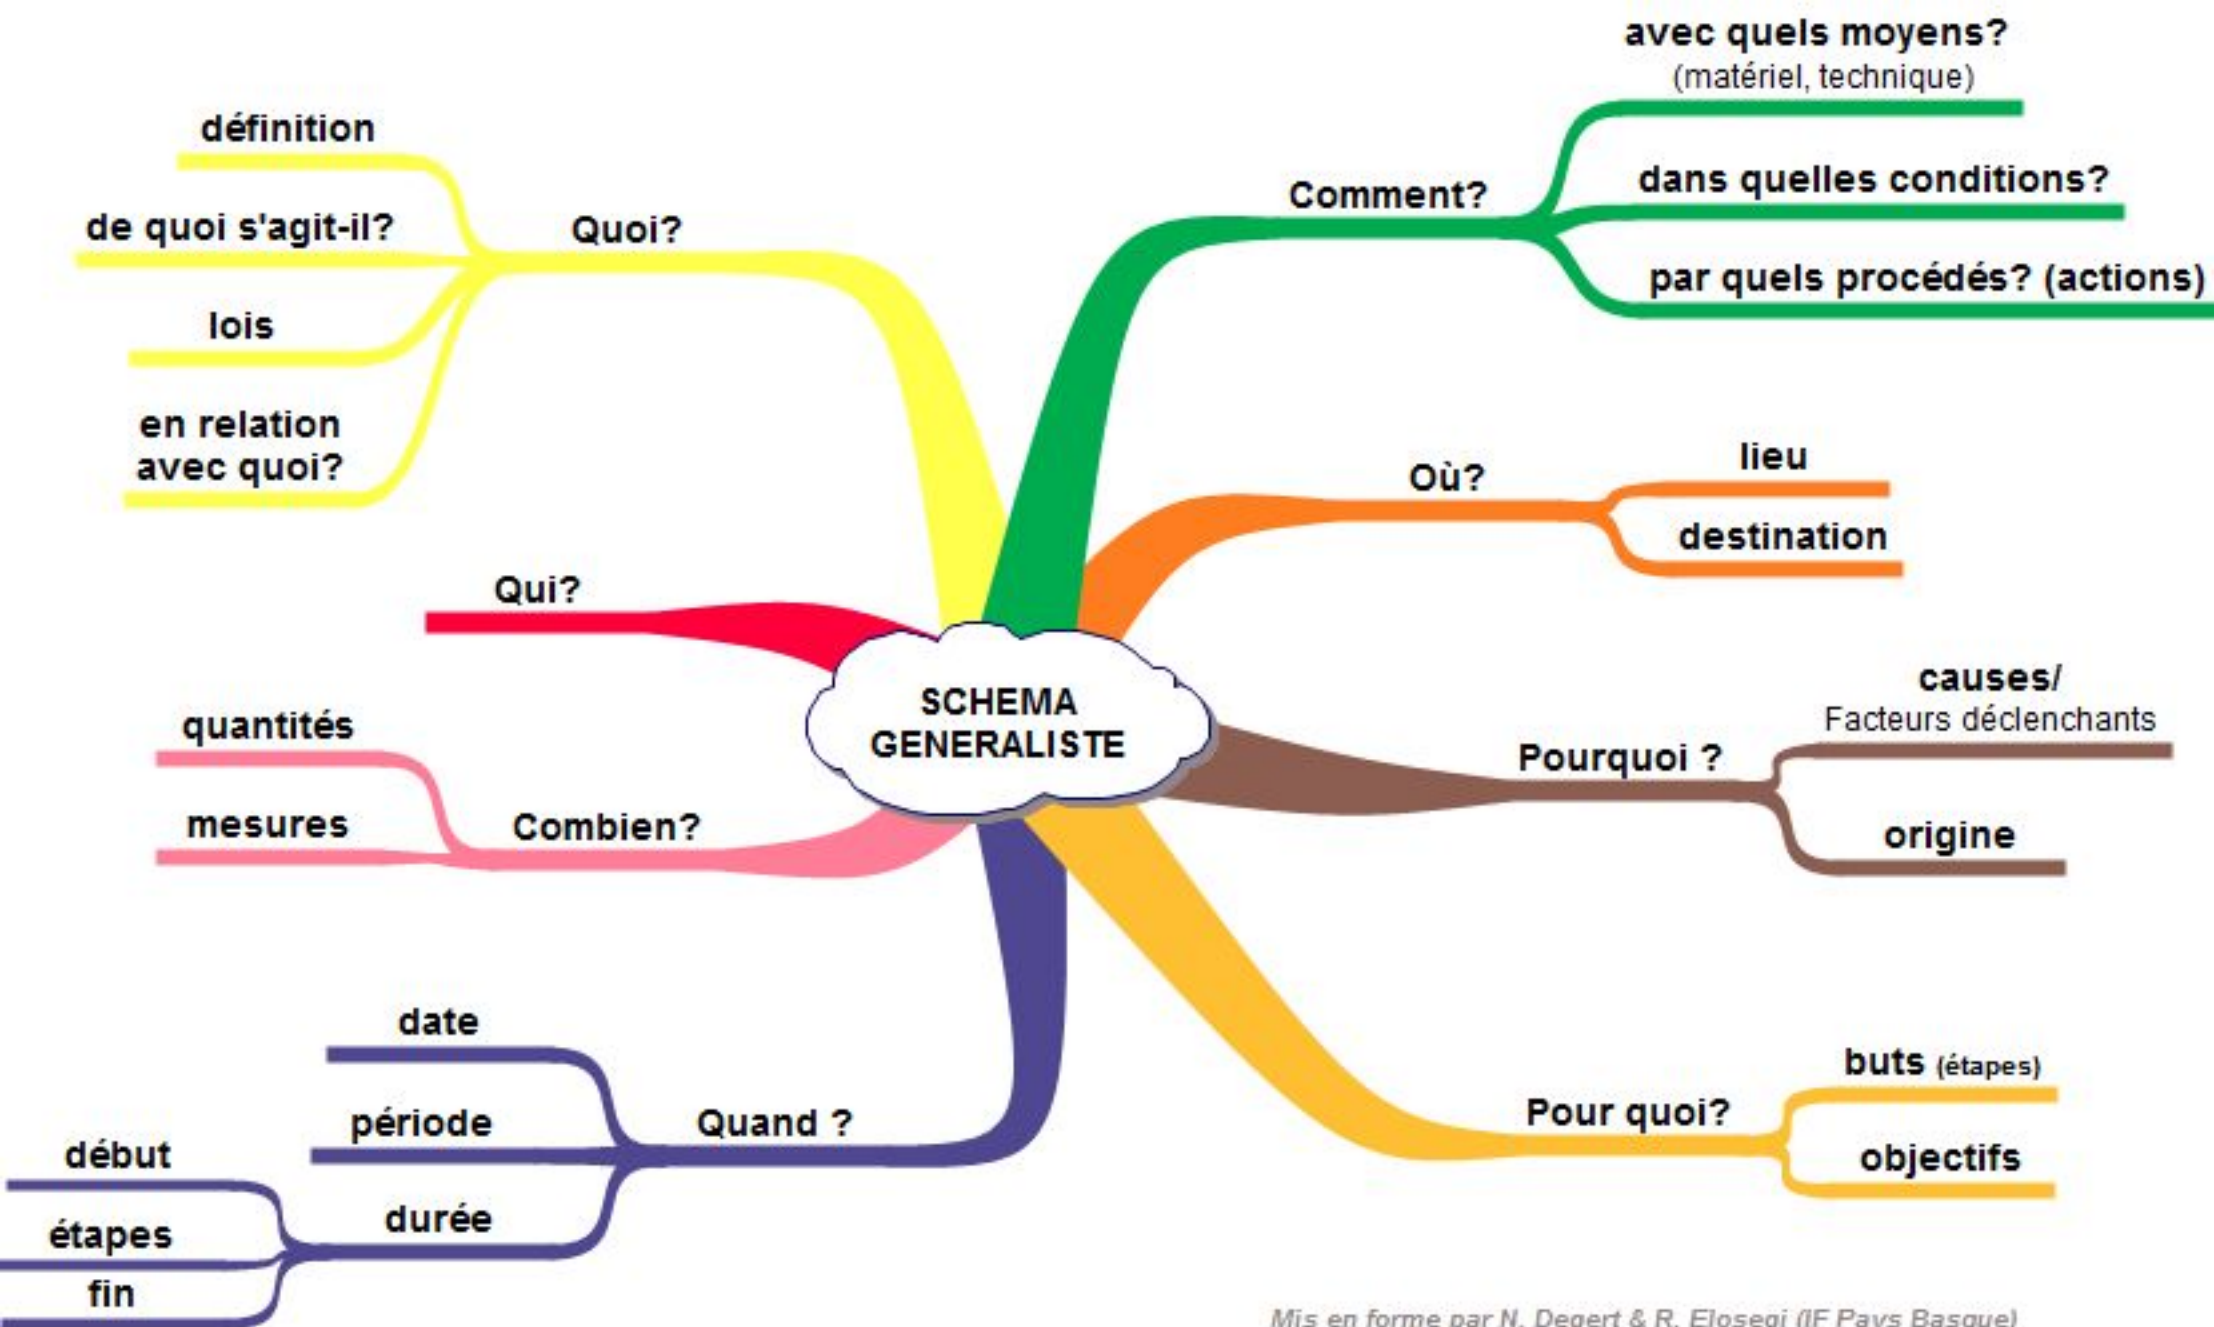 avec quels moyens?
(matériel, technique)
définition
dans quelles conditions?
Comment?
de quoi s'agit-il?
Quoi?
par quels procédés? (actions)
lois
en relation
avec quoi?
lieu
Où?
destination
Qui?
causes/
Facteurs déclenchants
SCHEMA
GENERALISTE
quantités
Pourquoi ?
mesures
Combien?
origine
date
buts (étapes)
Pour quoi?
période
Quand ?
début
objectifs
durée
étapes
fin
Mis en forme par N. Degert & R. Elosegi (IF Pays Basque)